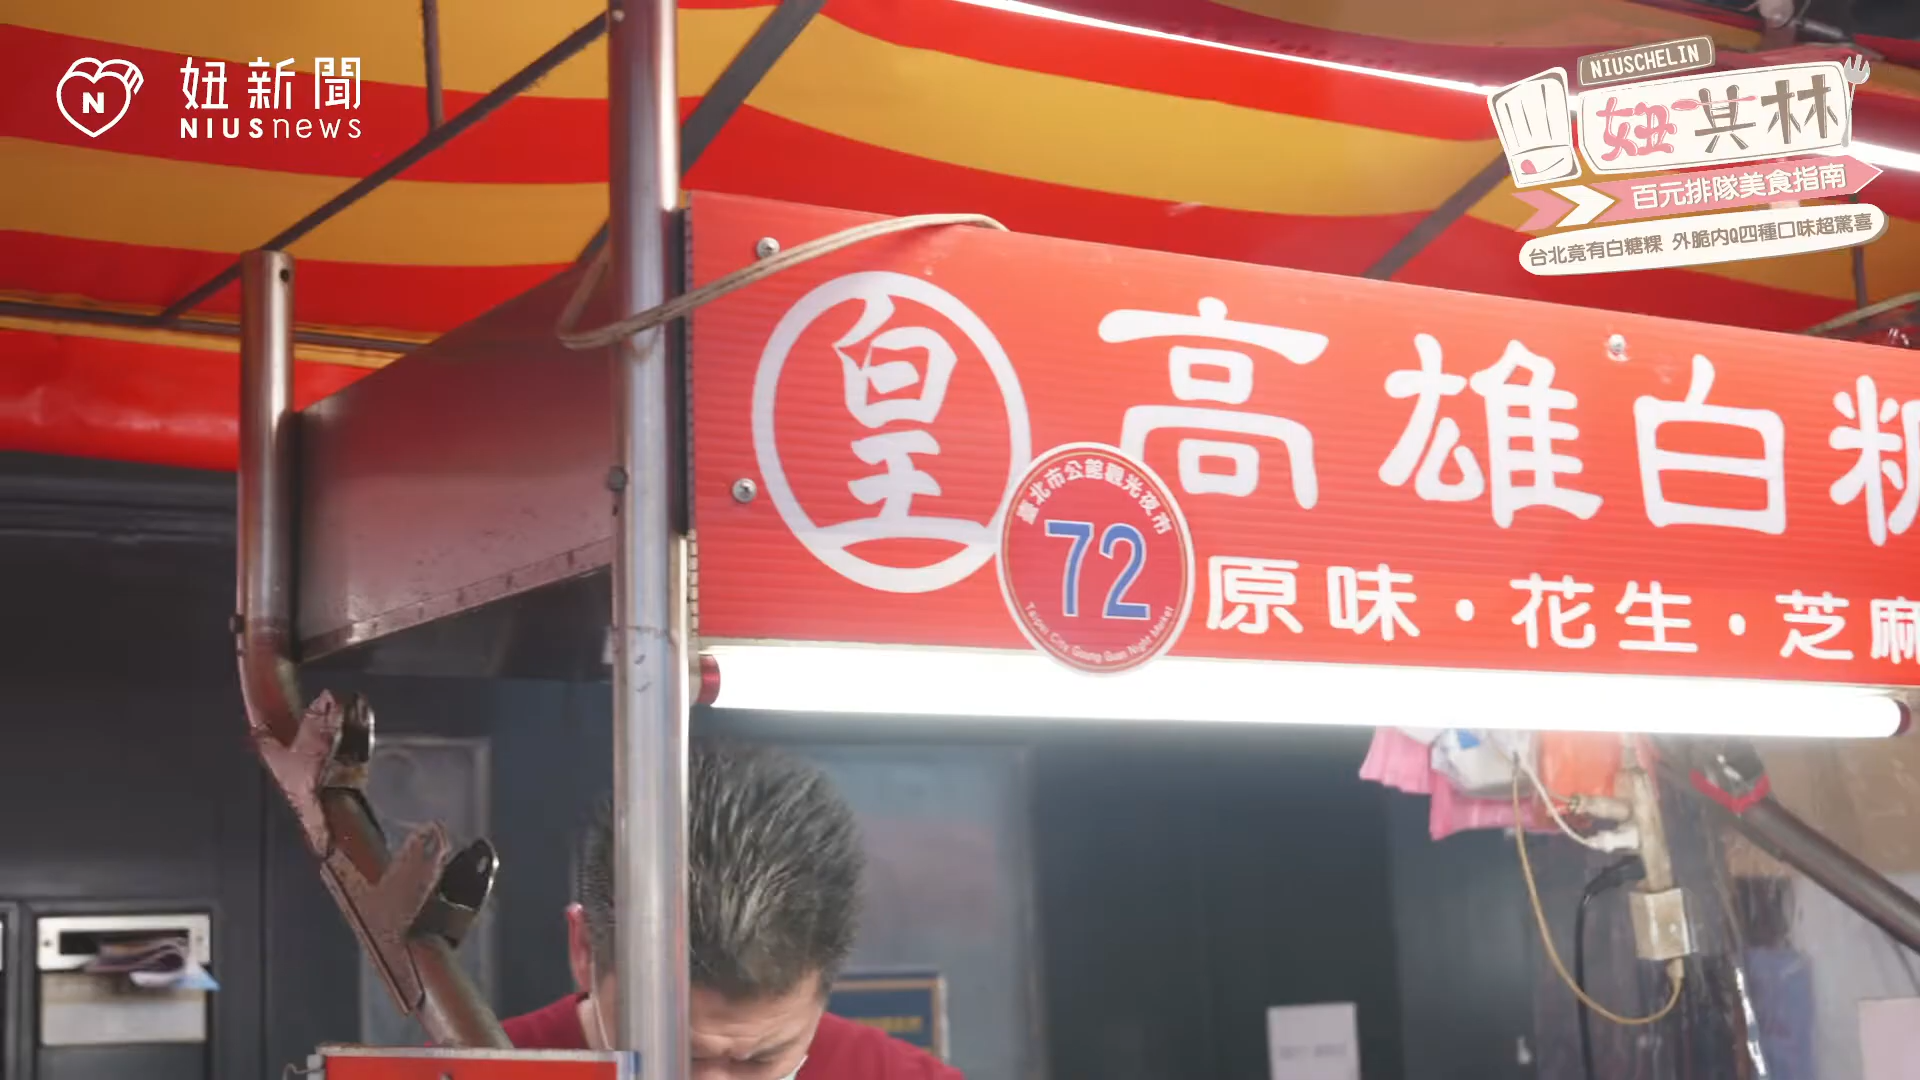 妞新聞
NIUSnews
NIUSCHELIN
妞其林
百元排隊美食指南
台北竟有白糖粿 外脆內Q四種口味超驚喜
皇
高雄白糖
臺北市公館觀光夜市
72
Taipei City Gong Guan Night Market
原味・花生・芝麻